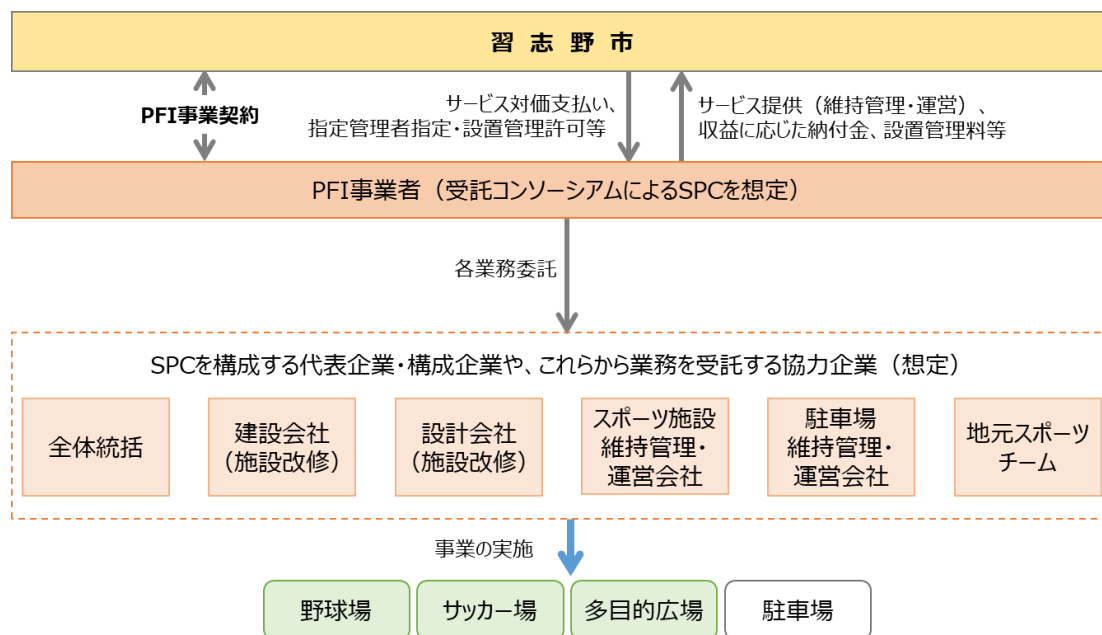 習志野市
PFI事業契約
サービス対価支払い、
指定管理者指定・設置管理許可等
サービス提供（維持管理・運営）、
収益に応じた納付金、設置管理料等
PFI事業者（受託コンソーシアムによるSPCを想定）
各業務委託
SPCを構成する代表企業・構成企業や、これらから業務を受託する協力企業（想定）
全体統括
建設会社
（施設改修）
設計会社
（施設改修）
スポーツ施設
維持管理・
運営会社
駐車場
維持管理・
運営会社
地元スポーツ
チーム
事業の実施
野球場
サッカー場
多目的広場
駐車場